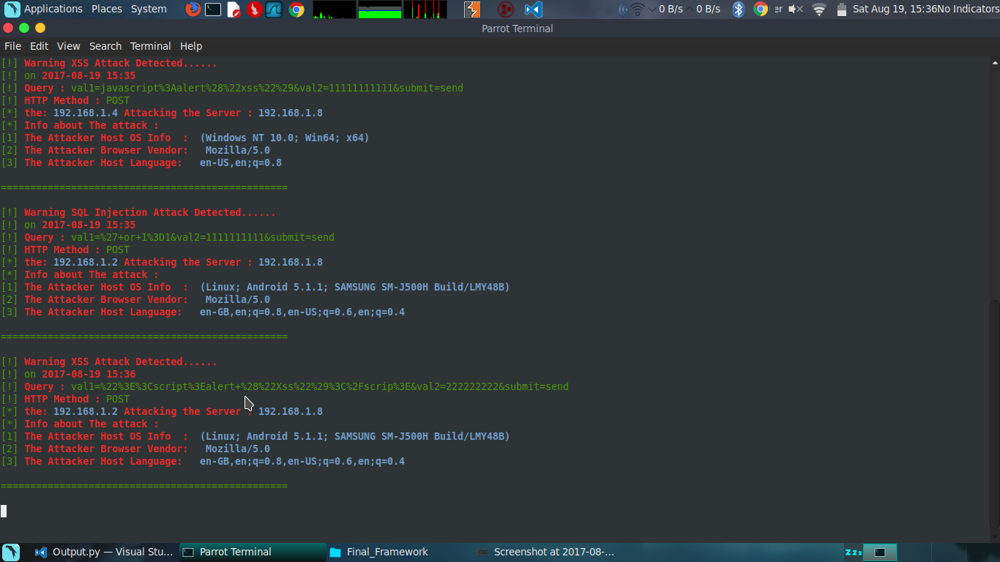 Applications Places System 0 B/s 0 B/s er Sat Aug 19, 15:36 No Indicators
Parrot Terminal
File Edit View Search Terminal Help
[!] Warning XSS Attack Detected......
[!] on 2017-08-19 15:35
[!] Query : val1=javascript%3Aalert%28%22xss%22%29&val2=11111111111&submit=send
[!] HTTP Method : POST
[*] the: 192.168.1.4 Attacking the Server : 192.168.1.8
[*] Info about The attack :
[1] The Attacker Host OS Info  :  (Windows NT 10.0; Win64; x64)
[2] The Attacker Browser Vendor:   Mozilla/5.0
[3] The Attacker Host Language:   en-US,en;q=0.8
=================================================
[!] Warning SQL Injection Attack Detected......
[!] on 2017-08-19 15:35
[!] Query : val1=%27+or+1%3D1&val2=1111111111&submit=send
[!] HTTP Method : POST
[*] the: 192.168.1.2 Attacking the Server : 192.168.1.8
[*] Info about The attack :
[1] The Attacker Host OS Info  :  (Linux; Android 5.1.1; SAMSUNG SM-J500H Build/LMY48B)
[2] The Attacker Browser Vendor:   Mozilla/5.0
[3] The Attacker Host Language:   en-GB,en;q=0.8,en-US;q=0.6,en;q=0.4
=================================================
[!] Warning XSS Attack Detected......
[!] on 2017-08-19 15:36
[!] Query : val1=%22%3E%3Cscript%3Ealert+%28%22Xss%22%29%3C%2Fscrip%3E&val2=222222222&submit=send
[!] HTTP Method : POST
[*] the: 192.168.1.2 Attacking the Server : 192.168.1.8
[*] Info about The attack :
[1] The Attacker Host OS Info  :  (Linux; Android 5.1.1; SAMSUNG SM-J500H Build/LMY48B)
[2] The Attacker Browser Vendor:   Mozilla/5.0
[3] The Attacker Host Language:   en-GB,en;q=0.8,en-US;q=0.6,en;q=0.4
=================================================
Output.py — Visual Stu... Parrot Terminal Final_Framework Screenshot at 2017-08-... zzz